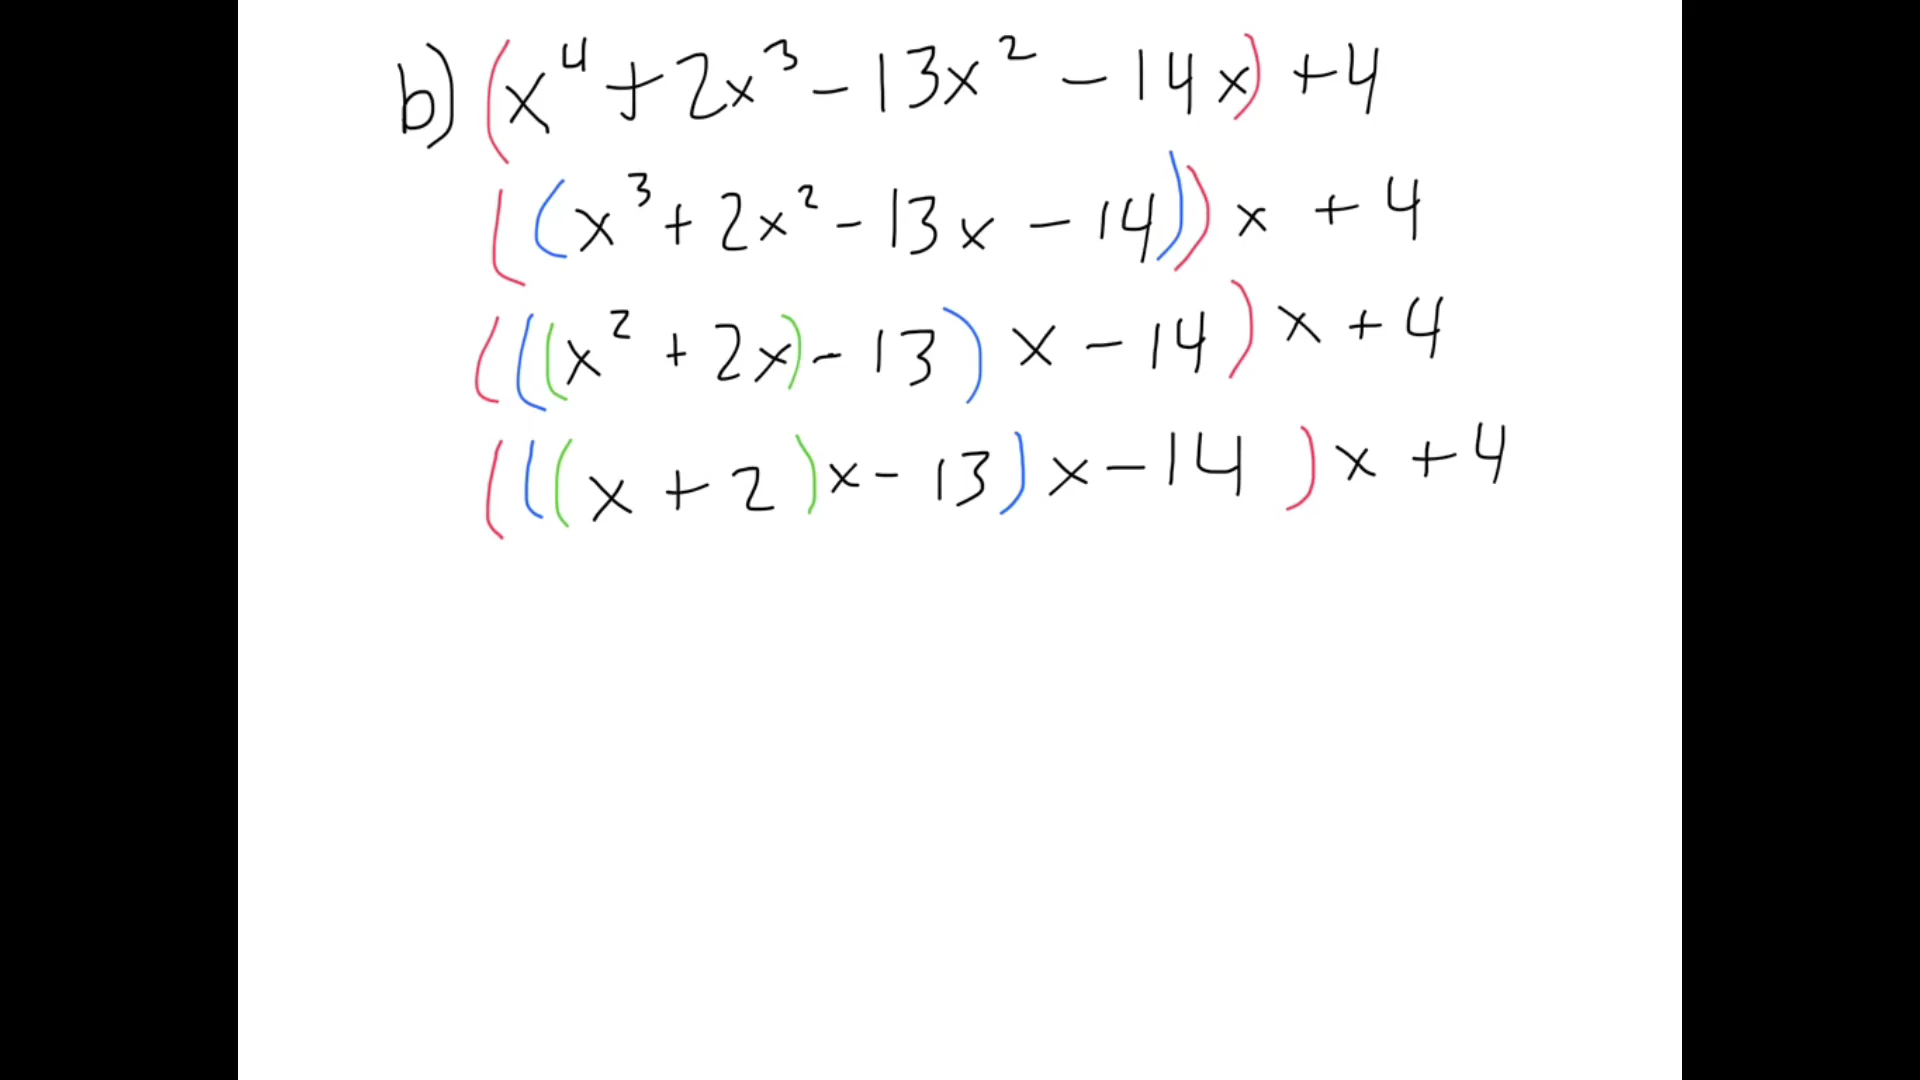 b) (x⁴ + 2x³ - 13x² - 14x) + 4
((x³ + 2x² - 13x - 14))x + 4
(((x² + 2x) - 13)x - 14)x + 4
(((x + 2)x - 13)x - 14)x + 4